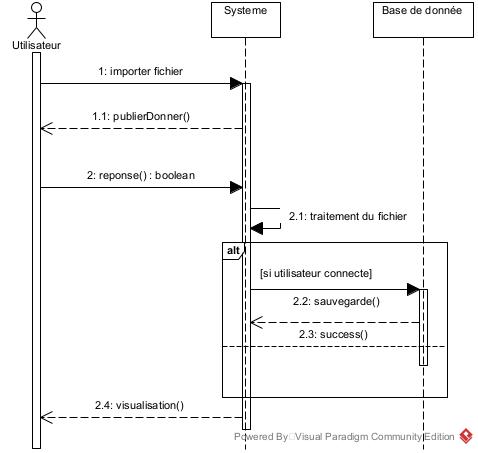 Systeme
Base de donnée
Utilisateur
1: importer fichier
1.1: publierDonner()
2: reponse() : boolean
2.1: traitement du fichier
alt
[si utilisateur connecte]
2.2: sauvegarde()
2.3: success()
2.4: visualisation()
Powered By Visual Paradigm Community Edition